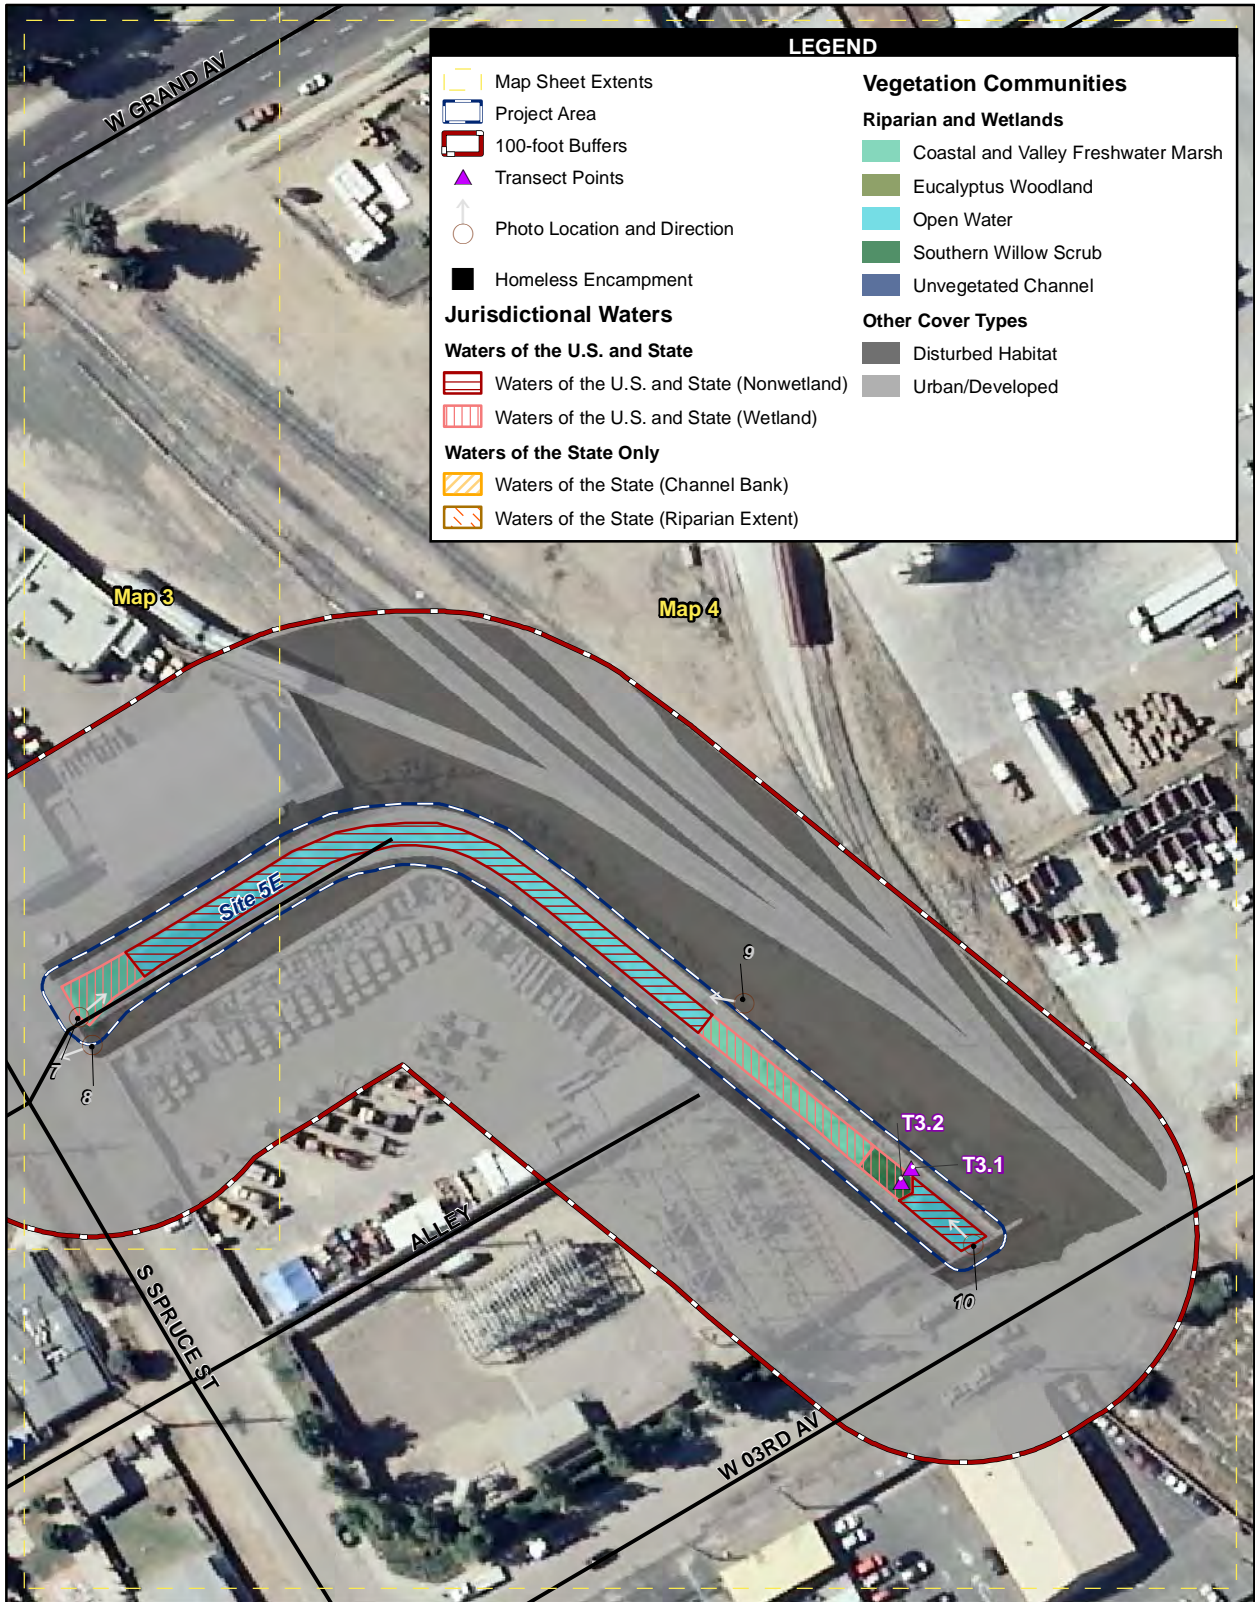 LEGEND
Map Sheet Extents
Project Area
100-foot Buffers
Transect Points
Photo Location and Direction
Homeless Encampment
Jurisdictional Waters
Waters of the U.S. and State
Waters of the U.S. and State (Nonwetland)
Waters of the U.S. and State (Wetland)
Waters of the State Only
Waters of the State (Channel Bank)
Waters of the State (Riparian Extent)
Vegetation Communities
Riparian and Wetlands
Coastal and Valley Freshwater Marsh
Eucalyptus Woodland
Open Water
Southern Willow Scrub
Unvegetated Channel
Other Cover Types
Disturbed Habitat
Urban/Developed
W GRAND AV
Map 3
Map 4
Site 5E
9
7
8
T3.2
T3.1
ALLEY
10
S SPRUCE ST
W 03RD AV